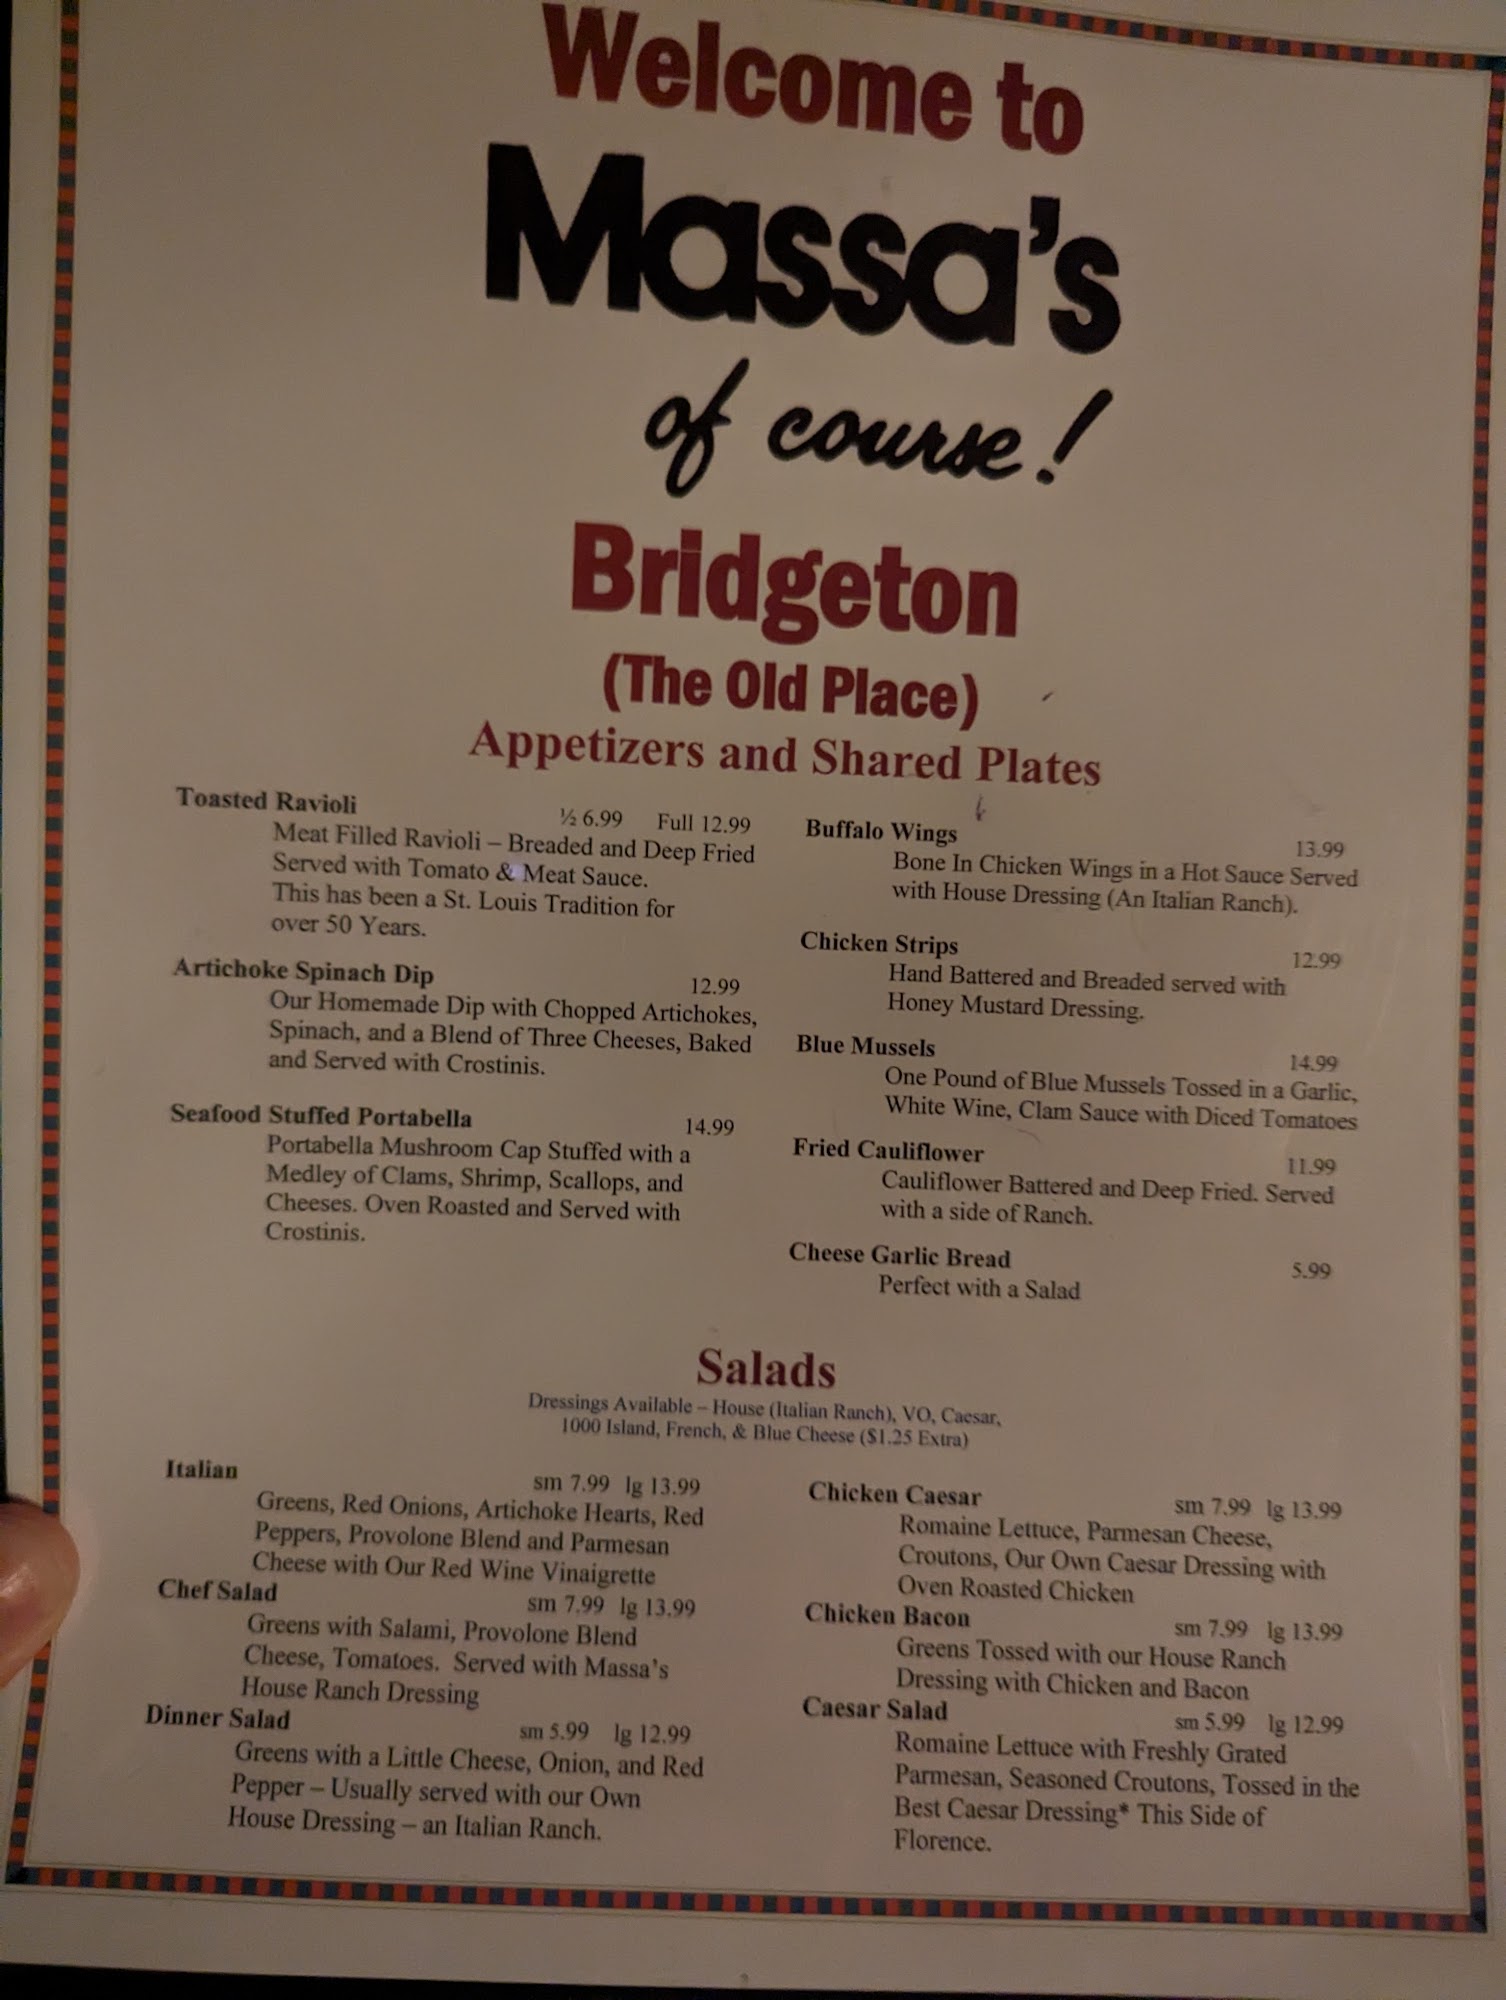 Welcome to
Massa's
of course!
Bridgeton
(The Old Place)
Appetizers and Shared Plates
Toasted Ravioli ½ 6.99 Full 12.99
Meat Filled Ravioli – Breaded and Deep Fried
Served with Tomato & Meat Sauce.
This has been a St. Louis Tradition for
over 50 Years.
Artichoke Spinach Dip 12.99
Our Homemade Dip with Chopped Artichokes,
Spinach, and a Blend of Three Cheeses, Baked
and Served with Crostinis.
Seafood Stuffed Portabella 14.99
Portabella Mushroom Cap Stuffed with a
Medley of Clams, Shrimp, Scallops, and
Cheeses. Oven Roasted and Served with
Crostinis.
Buffalo Wings 13.99
Bone In Chicken Wings in a Hot Sauce Served
with House Dressing (An Italian Ranch).
Chicken Strips 12.99
Hand Battered and Breaded served with
Honey Mustard Dressing.
Blue Mussels 14.99
One Pound of Blue Mussels Tossed in a Garlic,
White Wine, Clam Sauce with Diced Tomatoes
Fried Cauliflower 11.99
Cauliflower Battered and Deep Fried. Served
with a side of Ranch.
Cheese Garlic Bread 5.99
Perfect with a Salad
Salads
Dressings Available – House (Italian Ranch), VO, Caesar,
1000 Island, French, & Blue Cheese ($1.25 Extra)
Italian sm 7.99 lg 13.99
Greens, Red Onions, Artichoke Hearts, Red
Peppers, Provolone Blend and Parmesan
Cheese with Our Red Wine Vinaigrette
Chef Salad sm 7.99 lg 13.99
Greens with Salami, Provolone Blend
Cheese, Tomatoes. Served with Massa's
House Ranch Dressing
Dinner Salad sm 5.99 lg 12.99
Greens with a Little Cheese, Onion, and Red
Pepper – Usually served with our Own
House Dressing – an Italian Ranch.
Chicken Caesar sm 7.99 lg 13.99
Romaine Lettuce, Parmesan Cheese,
Croutons, Our Own Caesar Dressing with
Oven Roasted Chicken
Chicken Bacon sm 7.99 lg 13.99
Greens Tossed with our House Ranch
Dressing with Chicken and Bacon
Caesar Salad sm 5.99 lg 12.99
Romaine Lettuce with Freshly Grated
Parmesan, Seasoned Croutons, Tossed in the
Best Caesar Dressing* This Side of
Florence.